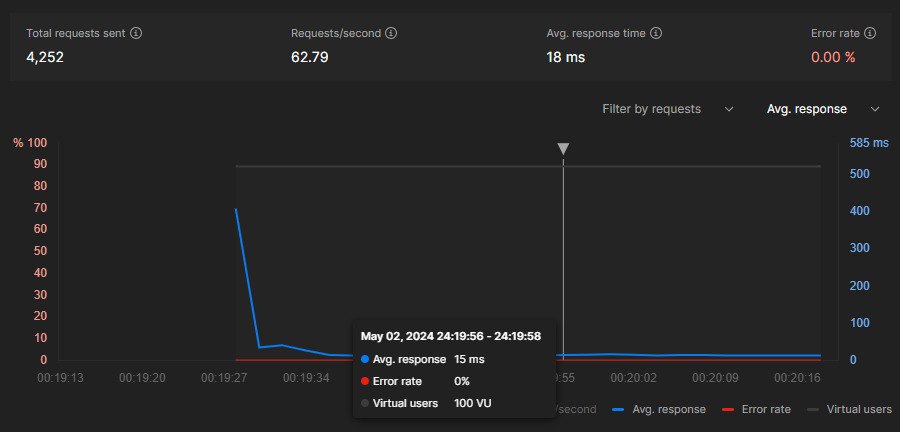 Total requests sent
Requests/second
Avg. response time
Error rate
4,252
62.79
18 ms
0.00 %
Filter by requests
Avg. response
% 100
90
80
70
60
50
40
30
20
10
0
585 ms
500
400
300
200
100
0
May 02, 2024 24:19:56 - 24:19:58
Avg. response 15 ms
Error rate 0%
Virtual users 100 VU
00:19:13
00:19:20
00:19:27
00:19:34
:55
00:20:02
00:20:09
00:20:16
/second
Avg. response
Error rate
Virtual users